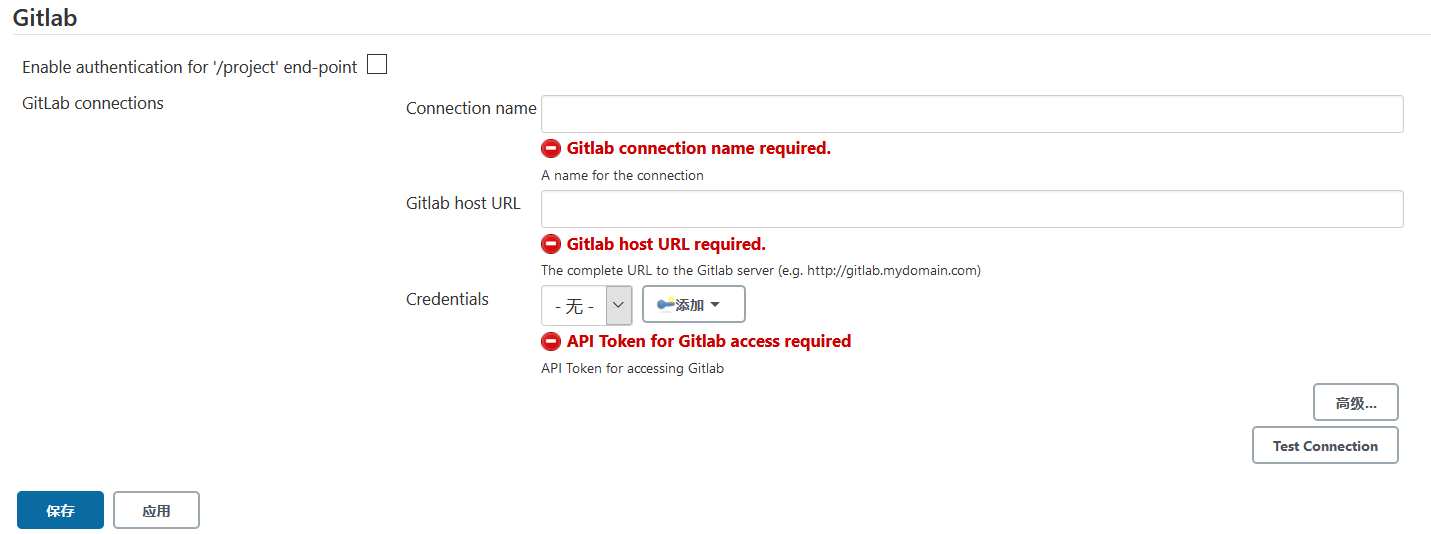 Gitlab
Enable authentication for '/project' end-point
GitLab connections
Connection name
Gitlab connection name required.
A name for the connection
Gitlab host URL
Gitlab host URL required.
The complete URL to the Gitlab server (e.g. http://gitlab.mydomain.com)
Credentials
- 无 -
添加
API Token for Gitlab access required
API Token for accessing Gitlab
高级...
Test Connection
保存
应用